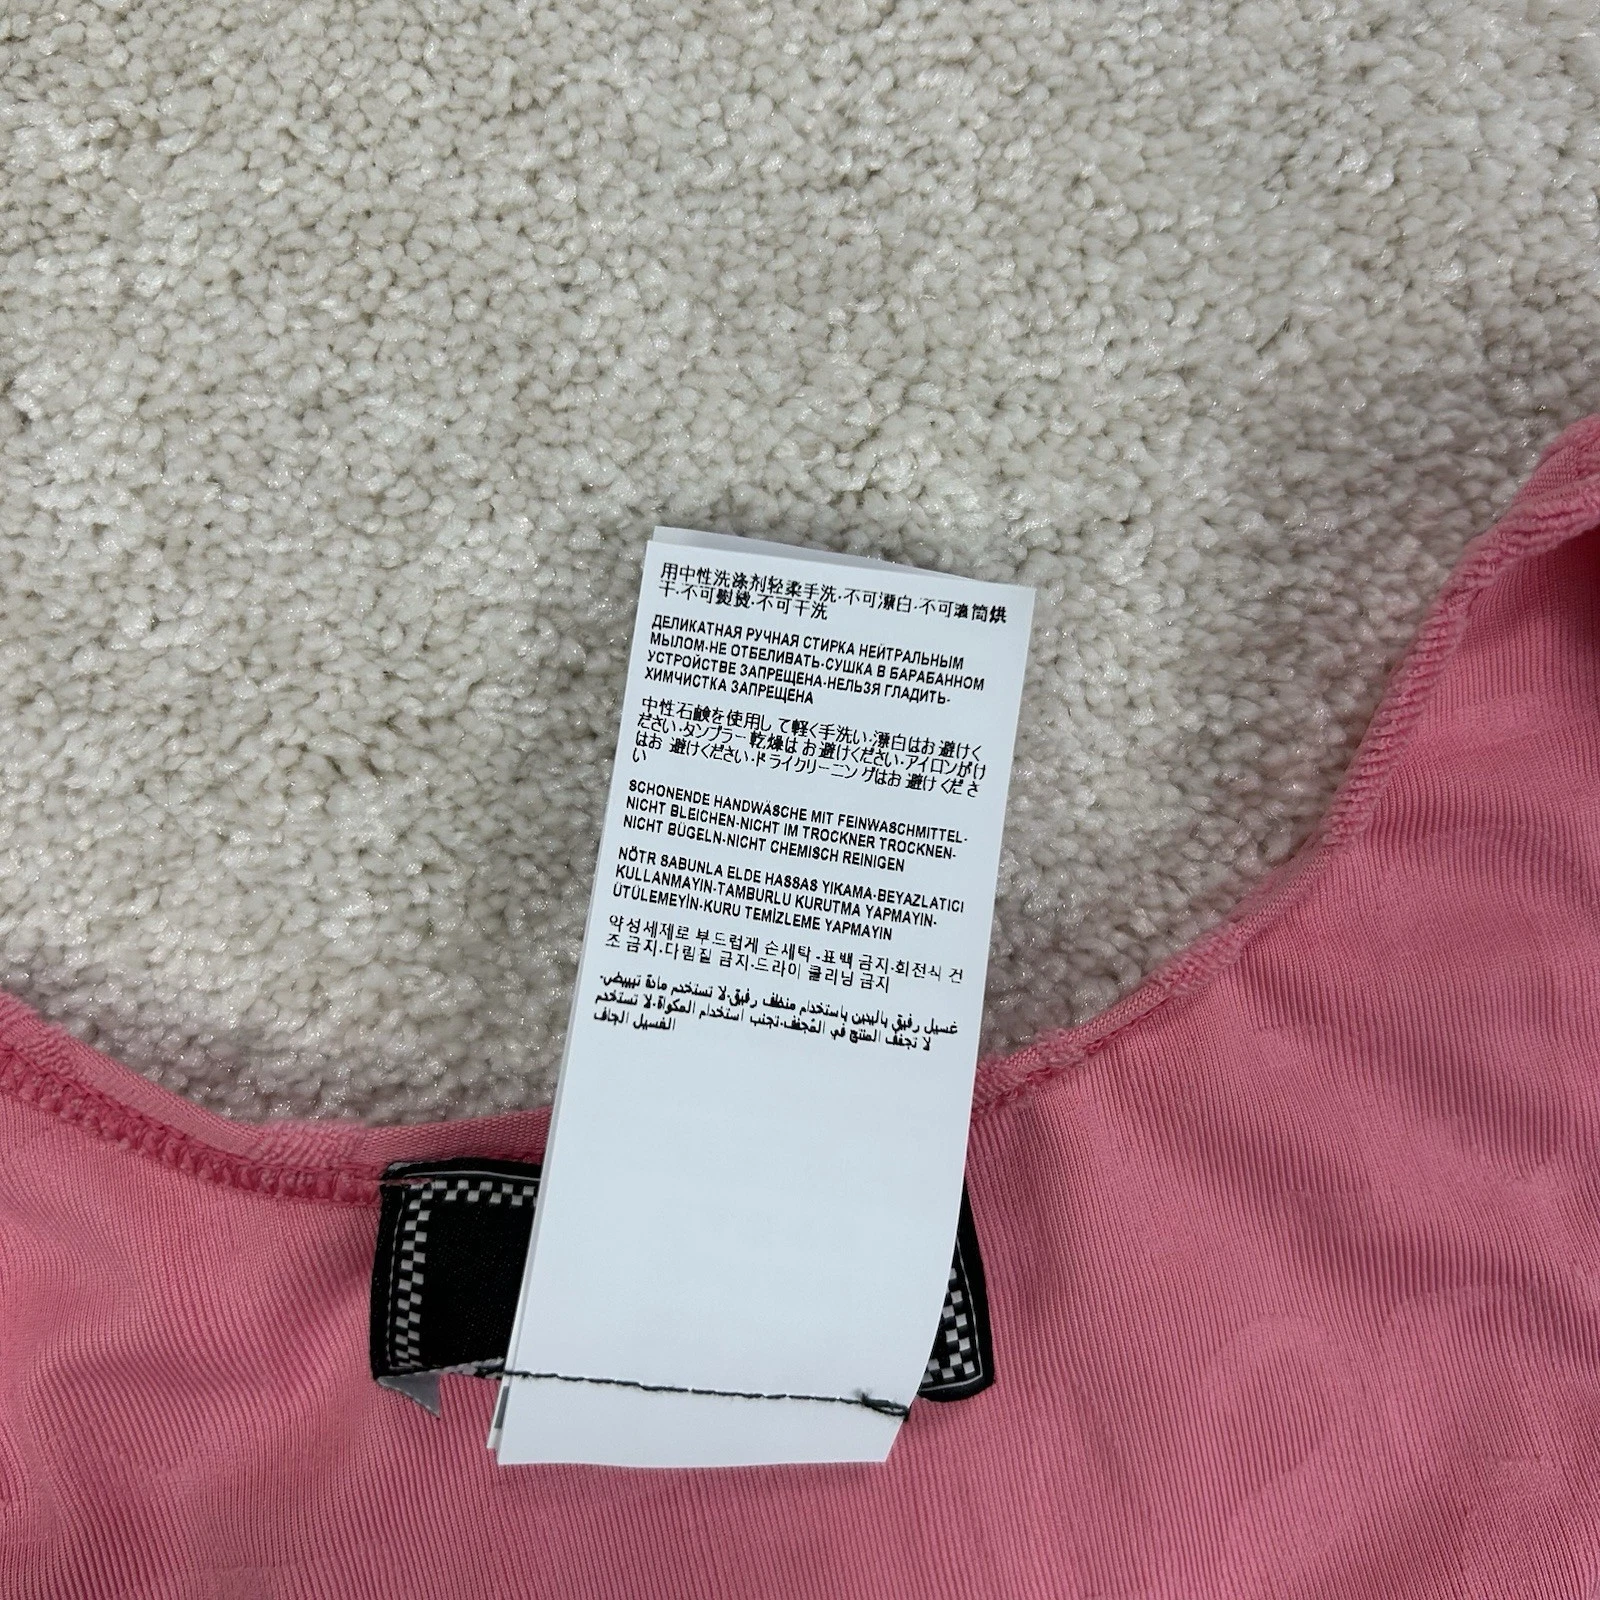 用中性洗涤剂轻柔手洗-不可漂白-不可滚筒烘
干-不可熨烫-不可干洗
ДЕЛИКАТНАЯ РУЧНАЯ СТИРКА НЕЙТРАЛЬНЫМ
МЫЛОМ-НЕ ОТБЕЛИВАТЬ-СУШКА В БАРАБАННОМ
УСТРОЙСТВЕ ЗАПРЕЩЕНА-НЕЛЬЗЯ ГЛАДИТЬ-
ХИМЧИСТКА ЗАПРЕЩЕНА
中性石鹸を使用して軽く手洗い-漂白はお 避けく
ださい-タンブラー 乾燥は お 避けください-アイロンがけ
はお 避けください-ドライクリーニングはお 避け くださ
い
SCHONENDE HANDWÄSCHE MIT FEINWASCHMITTEL-
NICHT BLEICHEN-NICHT IM TROCKNER TROCKNEN-
NICHT BÜGELN-NICHT CHEMISCH REINIGEN
NÖTR SABUNLA ELDE HASSAS YIKAMA-BEYAZLATICI
KULLANMAYIN-TAMBURLU KURUTMA YAPMAYIN-
ÜTÜLEMEYİN-KURU TEMİZLEME YAPMAYIN
약성세제로 부드럽게 손세탁 -표백 금지-회전식 건
조 금지-다림질 금지-드라이 클리닝 금지
غسيل رفيق باليدين باستخدام منظف رفيق-لا تستخدم مادة تبييض-
لا تجفف المنتج في المُجفف-تجنب استخدام المكواة-لا تستخدم
الغسيل الجاف